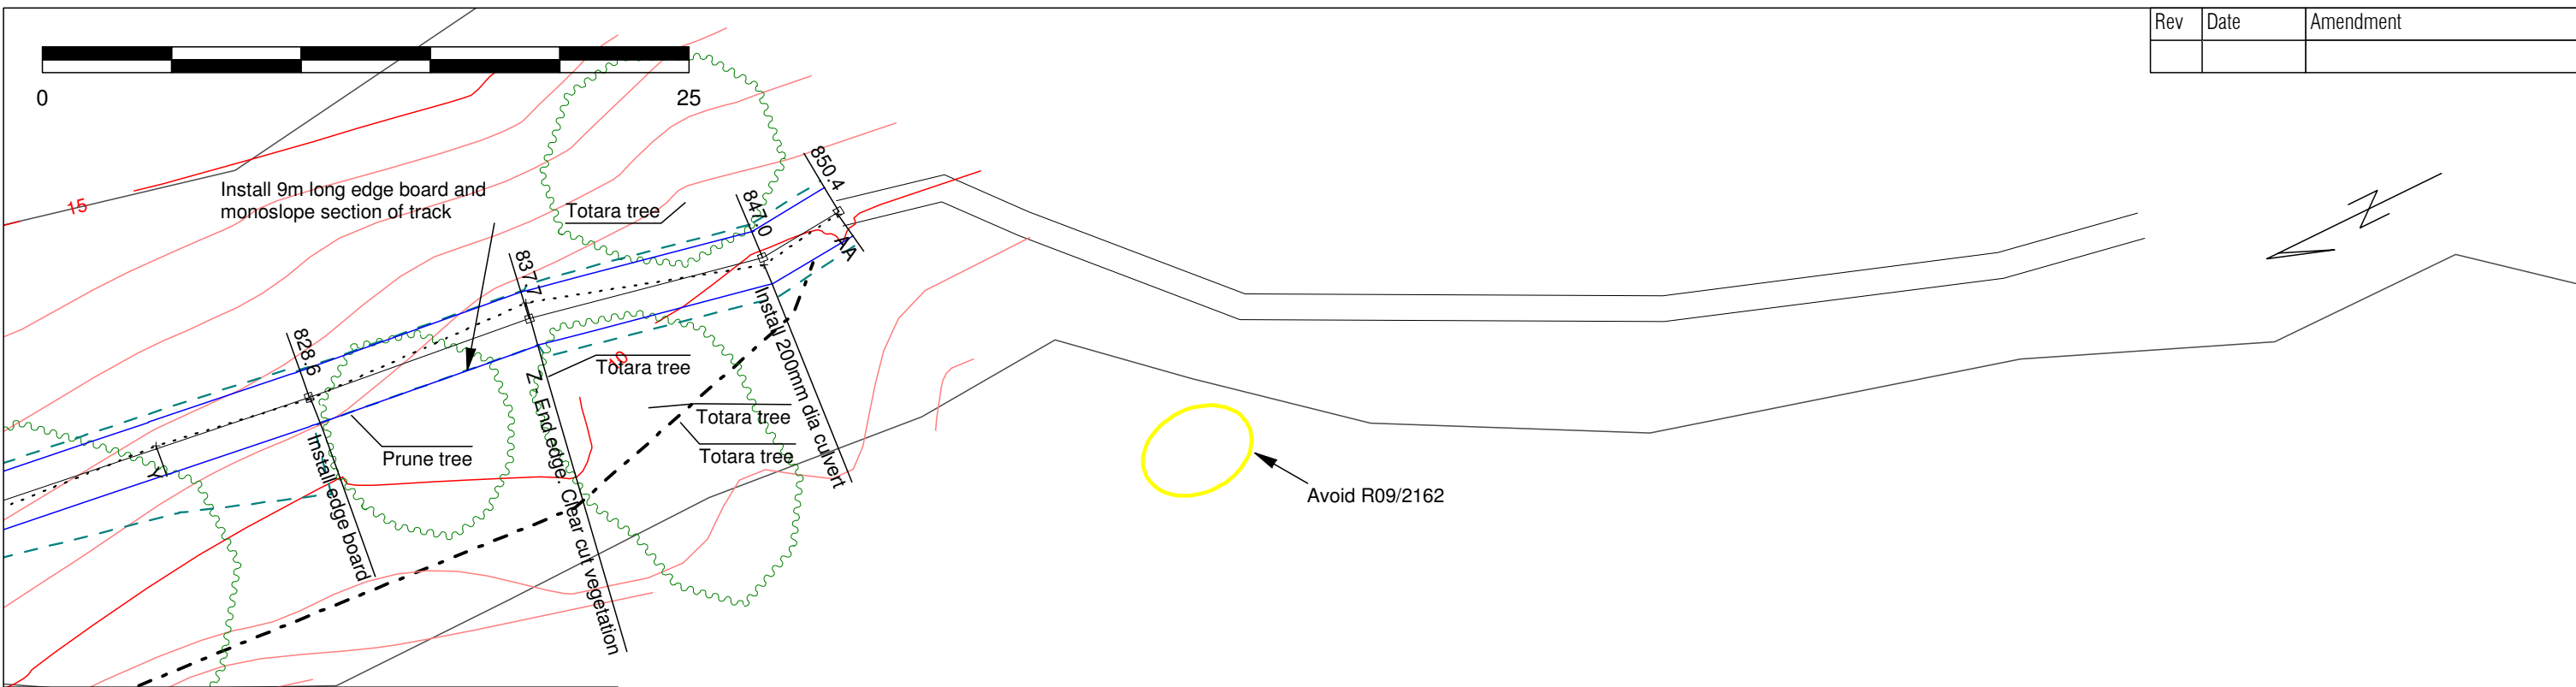 Rev Date Amendment
0 25
15
Install 9m long edge board and
monoslope section of track
Totara tree
850.4
847.0
837.7
828.6
AA
10
Totara tree
Totara tree
Totara tree
Prune tree
Y
Install edge board
Z - End edge. Clear cut vegetation
Install 200mm dia culvert
Avoid R09/2162